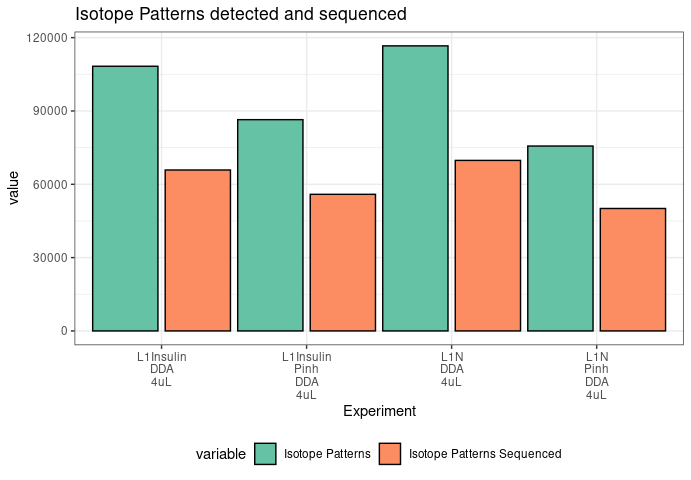 Isotope Patterns detected and sequenced
120000
90000
60000
30000
0
value
L1Insulin
DDA
4uL
L1Insulin
Pinh
DDA
4uL
L1N
DDA
4uL
L1N
Pinh
DDA
4uL
Experiment
variable Isotope Patterns Isotope Patterns Sequenced